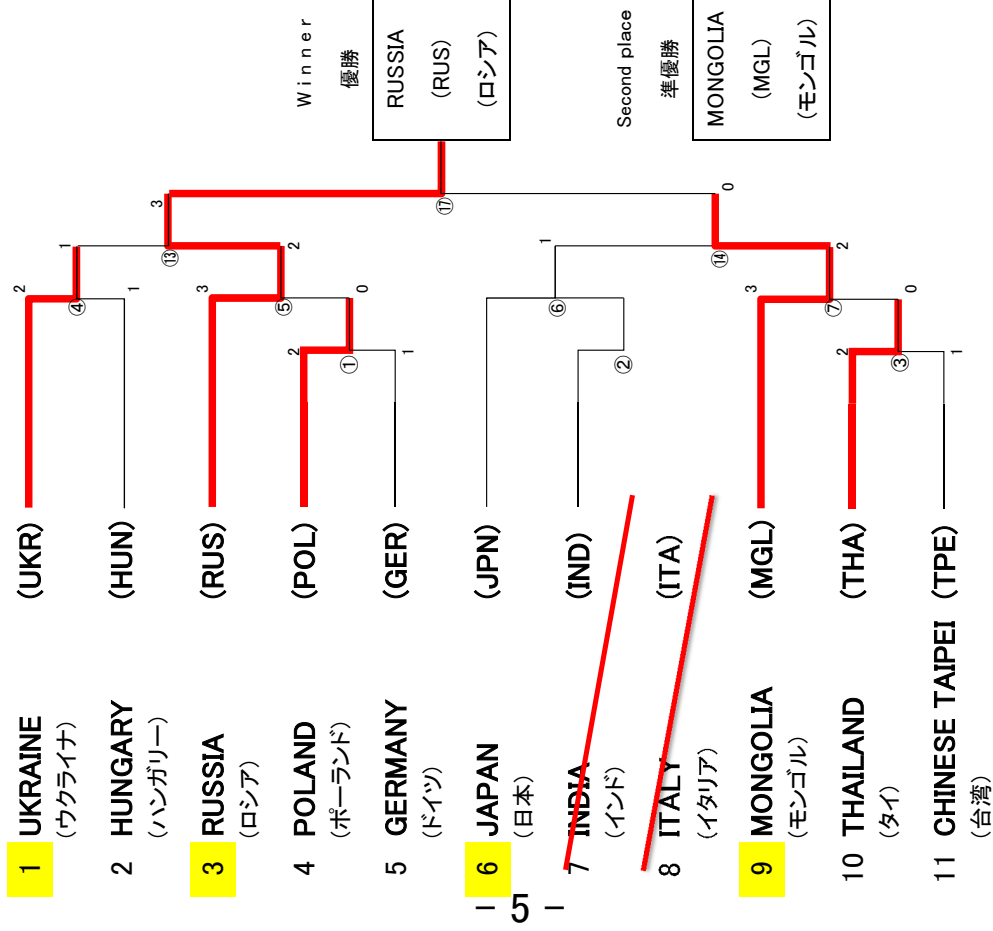 Winner
優勝
RUSSIA
(RUS)
(ロシア)
Second place
準優勝
MONGOLIA
(MGL)
(モンゴル)
1 UKRAINE (UKR)
(ウクライナ)
2 HUNGARY (HUN)
(ハンガリー)
3 RUSSIA (RUS)
(ロシア)
4 POLAND (POL)
(ポーランド)
5 GERMANY (GER)
(ドイツ)
6 JAPAN (JPN)
(日本)
7 INDIA (IND)
(インド)
8 ITALY (ITA)
(イタリア)
9 MONGOLIA (MGL)
(モンゴル)
10 THAILAND (THA)
(タイ)
11 CHINESE TAIPEI (TPE)
(台湾)
2
④
1
1
3
⑬
3
⑤
2
2
①
1
0
⑰
⑥
1
②
⑭
0
3
⑦
2
2
③
1
0
- 5 -